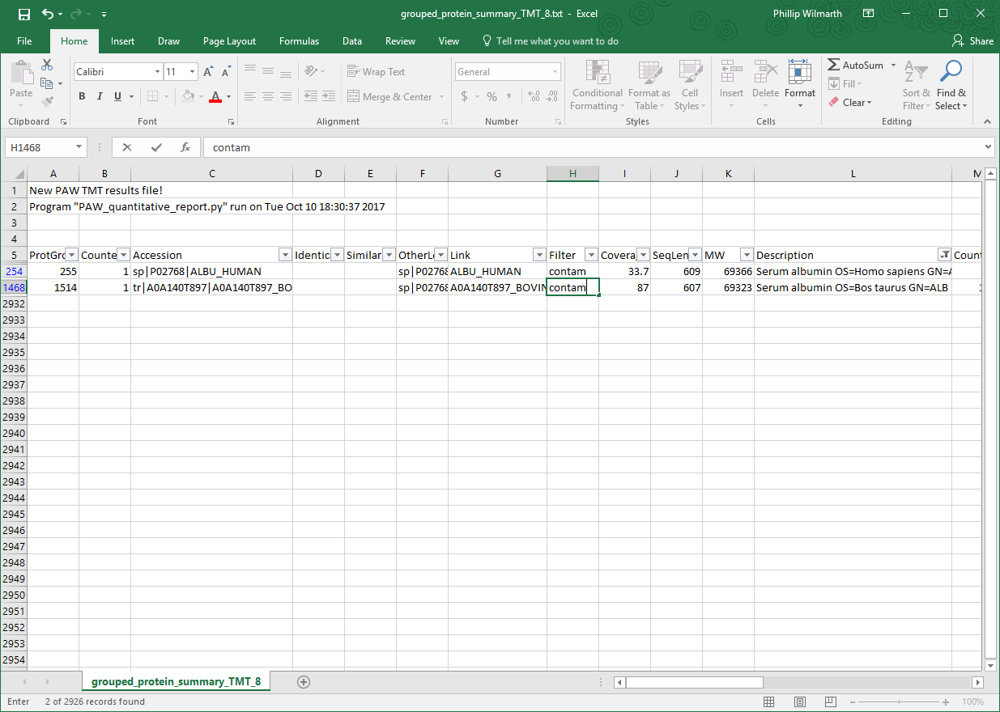 grouped_protein_summary_TMT_8.txt - Excel
Phillip Wilmarth
File Home Insert Draw Page Layout Formulas Data Review View Tell me what you want to do Share
Calibri 11 Wrap Text General AutoSum
Paste Conditional Formatting Format as Table Cell Styles Insert Delete Format Fill Sort & Filter Find & Select
B I U Merge & Center $ % , Clear
Clipboard Font Alignment Number Styles Cells Editing
H1468 fx contam
A B C D E F G H I J K L M
1 New PAW TMT results file!
2 Program "PAW_quantitative_report.py" run on Tue Oct 10 18:30:37 2017
3
4
5 ProtGro Counte Accession Identic Similar OtherLo Link Filter Covera SeqLen MW Description Count
254 255 1 sp|P02768|ALBU_HUMAN sp|P02768 ALBU_HUMAN contam 33.7 609 69366 Serum albumin OS=Homo sapiens GN=A
1468 1514 1 tr|A0A140T897|A0A140T897_BO sp|P02768 A0A140T897_BOVIN contam 87 607 69323 Serum albumin OS=Bos taurus GN=ALB
2932
2933
2934
2935
2936
2937
2938
2939
2940
2941
2942
2943
2944
2945
2946
2947
2948
2949
2950
2951
2952
2953
2954
grouped_protein_summary_TMT_8
Enter 2 of 2926 records found 100%